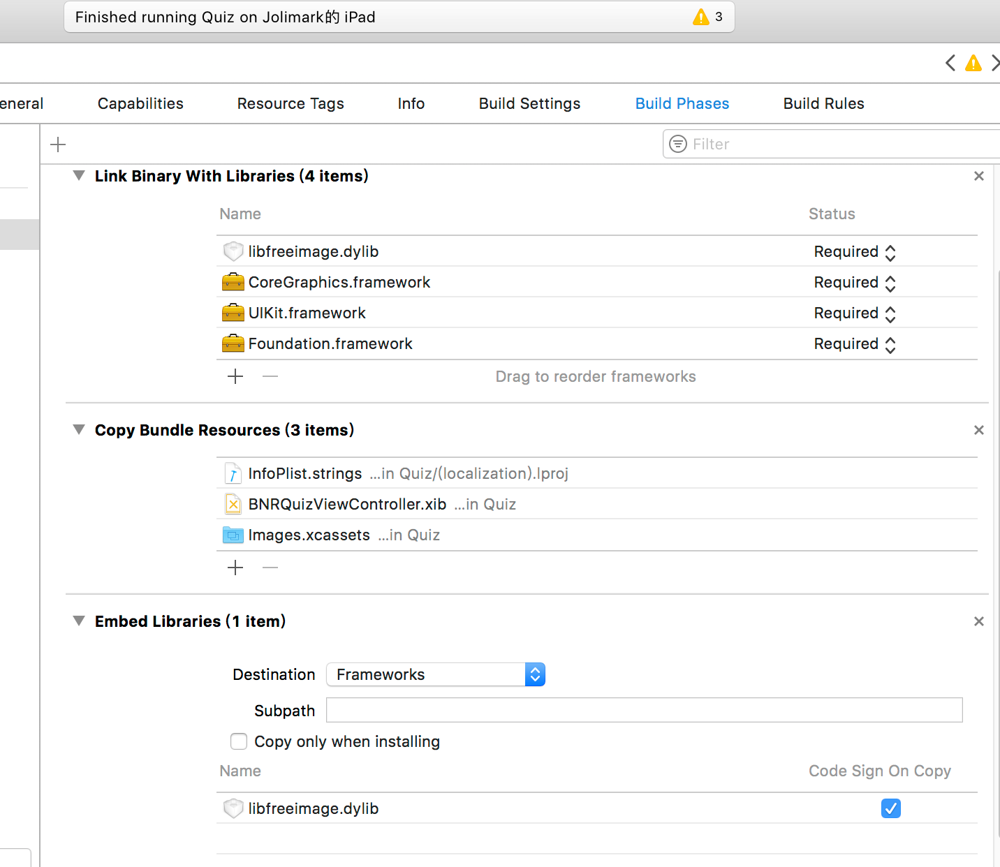 Finished running Quiz on Jolimark的 iPad
3
eneral Capabilities Resource Tags Info Build Settings Build Phases Build Rules
Filter
Link Binary With Libraries (4 items)
Name Status
libfreeimage.dylib Required
CoreGraphics.framework Required
UIKit.framework Required
Foundation.framework Required
Drag to reorder frameworks
Copy Bundle Resources (3 items)
InfoPlist.strings ...in Quiz/(localization).lproj
BNRQuizViewController.xib ...in Quiz
Images.xcassets ...in Quiz
Embed Libraries (1 item)
Destination Frameworks
Subpath
Copy only when installing
Name Code Sign On Copy
libfreeimage.dylib